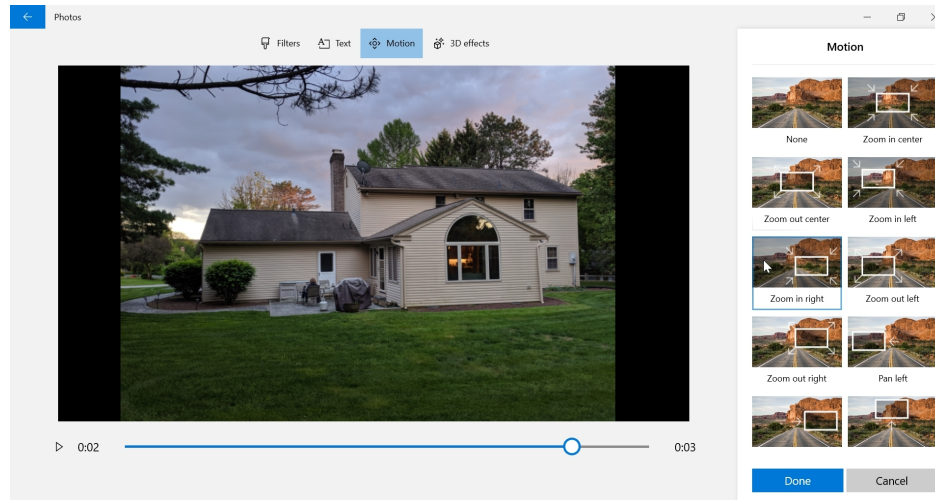 Photos
Filters Text Motion 3D effects
0:02 0:03
Motion
None Zoom in center
Zoom out center Zoom in left
Zoom in right Zoom out left
Zoom out right Pan left
Done Cancel